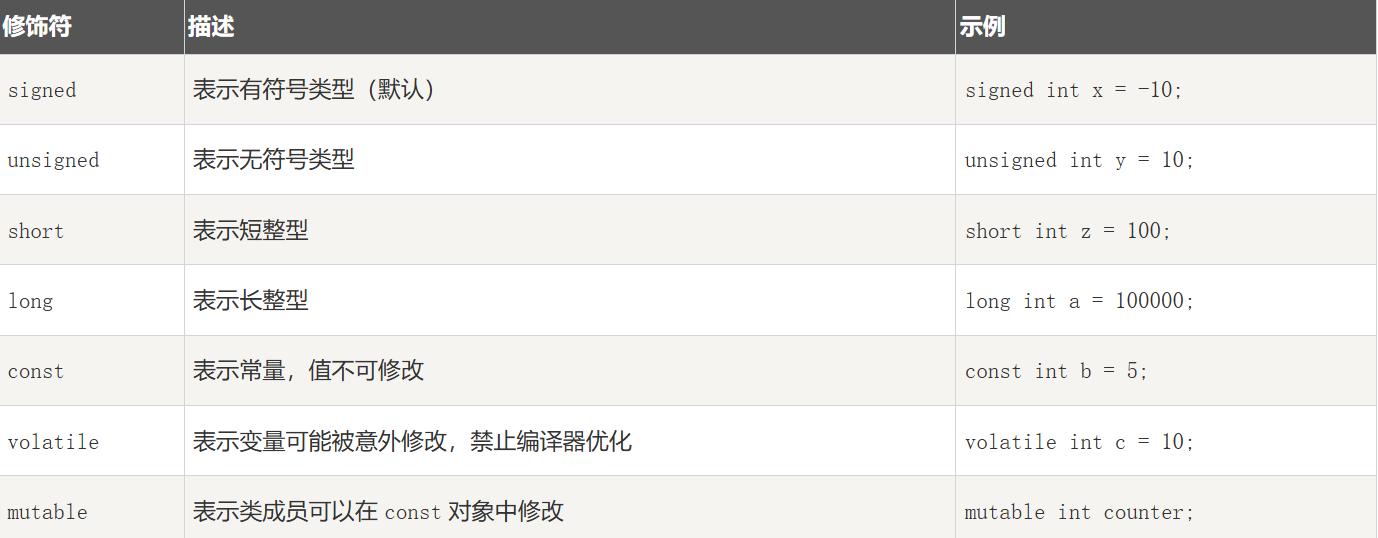 修饰符 描述 示例
signed 表示有符号类型（默认） signed int x = -10;
unsigned 表示无符号类型 unsigned int y = 10;
short 表示短整型 short int z = 100;
long 表示长整型 long int a = 100000;
const 表示常量，值不可修改 const int b = 5;
volatile 表示变量可能被意外修改，禁止编译器优化 volatile int c = 10;
mutable 表示类成员可以在 const 对象中修改 mutable int counter;